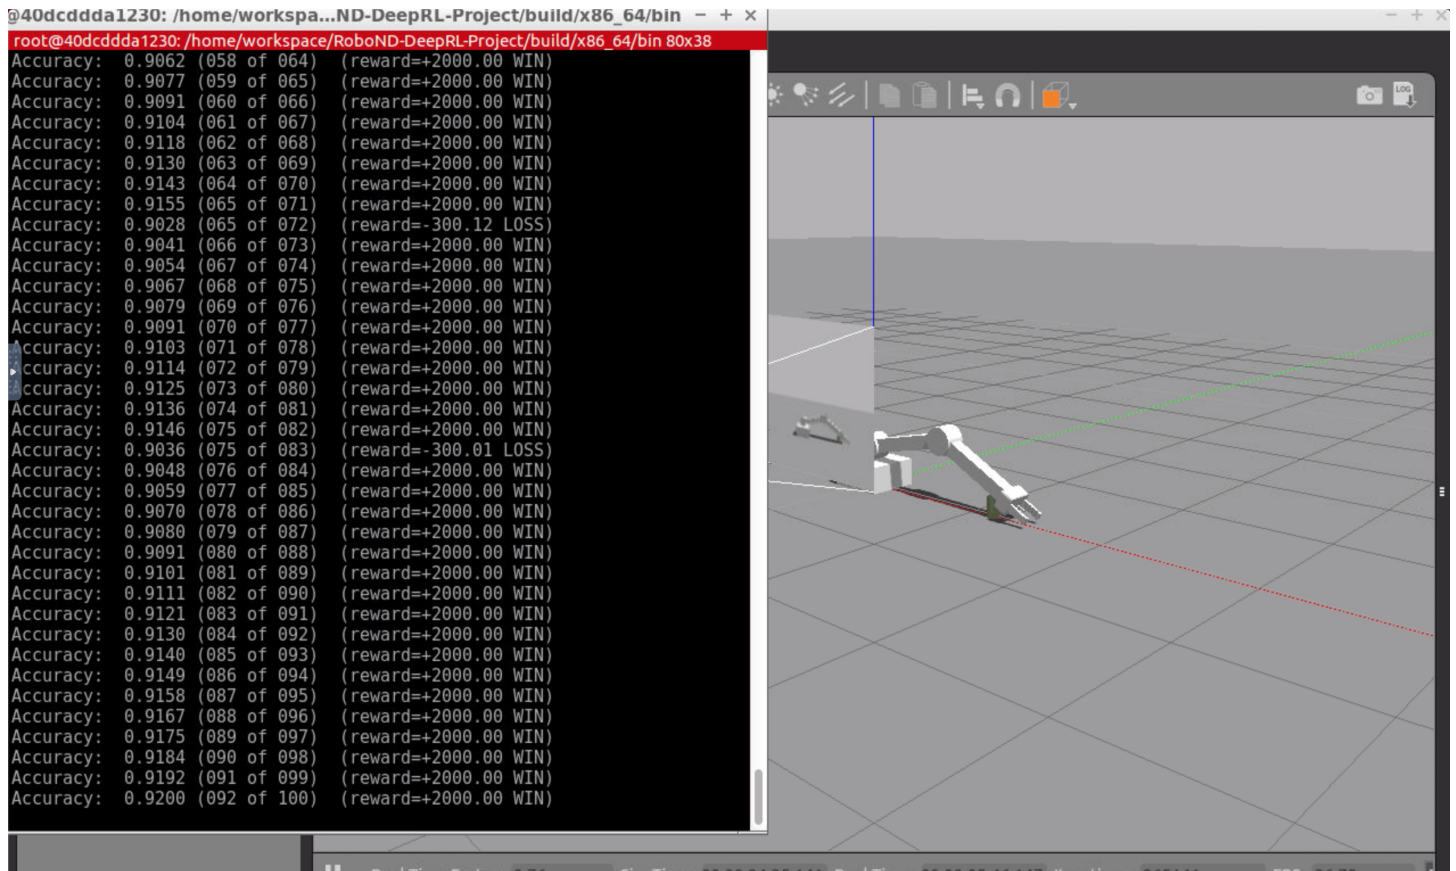 @40dcddda1230: /home/workspa...ND-DeepRL-Project/build/x86_64/bin
root@40dcddda1230: /home/workspace/RoboND-DeepRL-Project/build/x86_64/bin 80x38
Accuracy: 0.9062 (058 of 064) (reward=+2000.00 WIN)
Accuracy: 0.9077 (059 of 065) (reward=+2000.00 WIN)
Accuracy: 0.9091 (060 of 066) (reward=+2000.00 WIN)
Accuracy: 0.9104 (061 of 067) (reward=+2000.00 WIN)
Accuracy: 0.9118 (062 of 068) (reward=+2000.00 WIN)
Accuracy: 0.9130 (063 of 069) (reward=+2000.00 WIN)
Accuracy: 0.9143 (064 of 070) (reward=+2000.00 WIN)
Accuracy: 0.9155 (065 of 071) (reward=+2000.00 WIN)
Accuracy: 0.9028 (065 of 072) (reward=-300.12 LOSS)
Accuracy: 0.9041 (066 of 073) (reward=+2000.00 WIN)
Accuracy: 0.9054 (067 of 074) (reward=+2000.00 WIN)
Accuracy: 0.9067 (068 of 075) (reward=+2000.00 WIN)
Accuracy: 0.9079 (069 of 076) (reward=+2000.00 WIN)
Accuracy: 0.9091 (070 of 077) (reward=+2000.00 WIN)
Accuracy: 0.9103 (071 of 078) (reward=+2000.00 WIN)
Accuracy: 0.9114 (072 of 079) (reward=+2000.00 WIN)
Accuracy: 0.9125 (073 of 080) (reward=+2000.00 WIN)
Accuracy: 0.9136 (074 of 081) (reward=+2000.00 WIN)
Accuracy: 0.9146 (075 of 082) (reward=+2000.00 WIN)
Accuracy: 0.9036 (075 of 083) (reward=-300.01 LOSS)
Accuracy: 0.9048 (076 of 084) (reward=+2000.00 WIN)
Accuracy: 0.9059 (077 of 085) (reward=+2000.00 WIN)
Accuracy: 0.9070 (078 of 086) (reward=+2000.00 WIN)
Accuracy: 0.9080 (079 of 087) (reward=+2000.00 WIN)
Accuracy: 0.9091 (080 of 088) (reward=+2000.00 WIN)
Accuracy: 0.9101 (081 of 089) (reward=+2000.00 WIN)
Accuracy: 0.9111 (082 of 090) (reward=+2000.00 WIN)
Accuracy: 0.9121 (083 of 091) (reward=+2000.00 WIN)
Accuracy: 0.9130 (084 of 092) (reward=+2000.00 WIN)
Accuracy: 0.9140 (085 of 093) (reward=+2000.00 WIN)
Accuracy: 0.9149 (086 of 094) (reward=+2000.00 WIN)
Accuracy: 0.9158 (087 of 095) (reward=+2000.00 WIN)
Accuracy: 0.9167 (088 of 096) (reward=+2000.00 WIN)
Accuracy: 0.9175 (089 of 097) (reward=+2000.00 WIN)
Accuracy: 0.9184 (090 of 098) (reward=+2000.00 WIN)
Accuracy: 0.9192 (091 of 099) (reward=+2000.00 WIN)
Accuracy: 0.9200 (092 of 100) (reward=+2000.00 WIN)
LOG